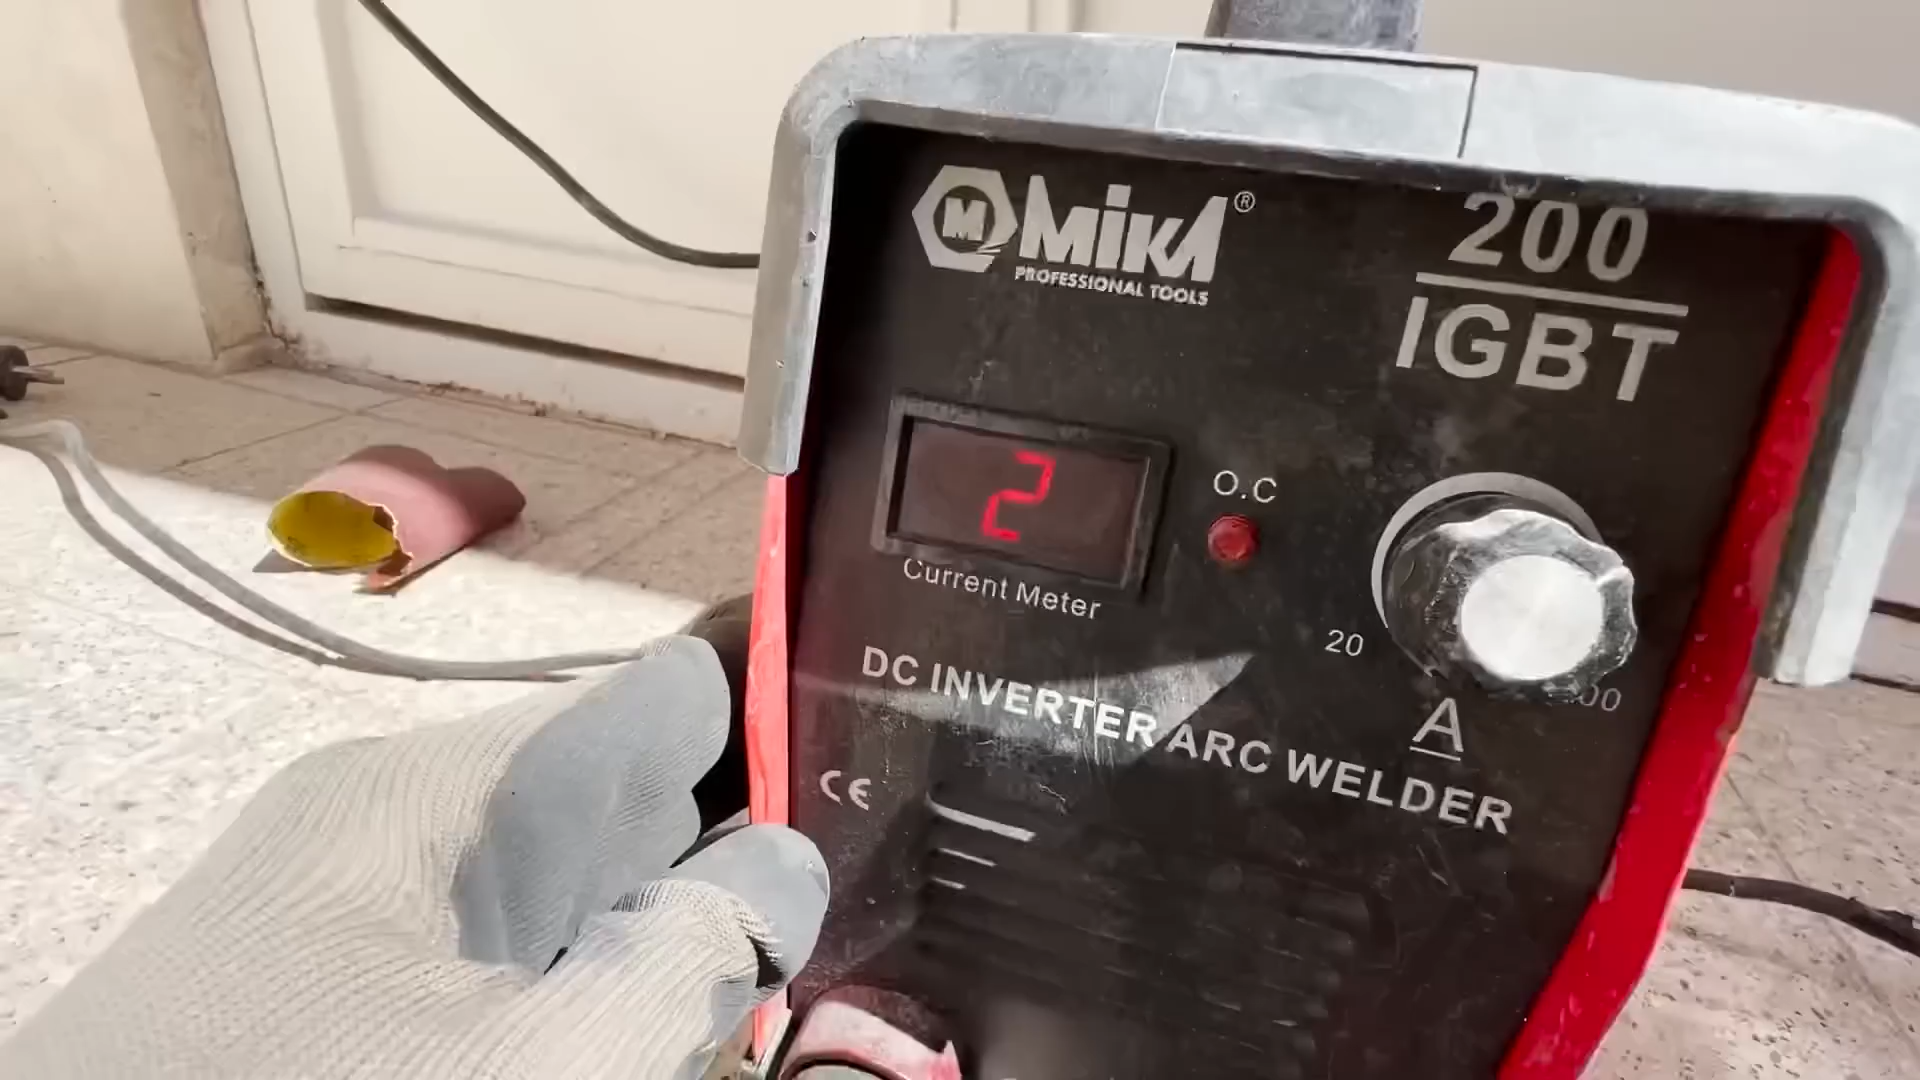 M
MiKA®
PROFESSIONAL TOOLS
200
IGBT
2
O.C
Current Meter
20
A
DC INVERTER ARC WELDER
CE